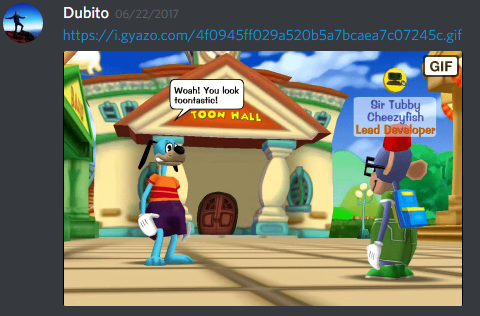 Dubito 06/22/2017
https://i.gyazo.com/4f0945ff029a520b5a7bcaea7c07245c.gif
GIF
Woah! You look
toontastic!
TOON HALL
Sir Tubby
Cheezyfish
Lead Developer